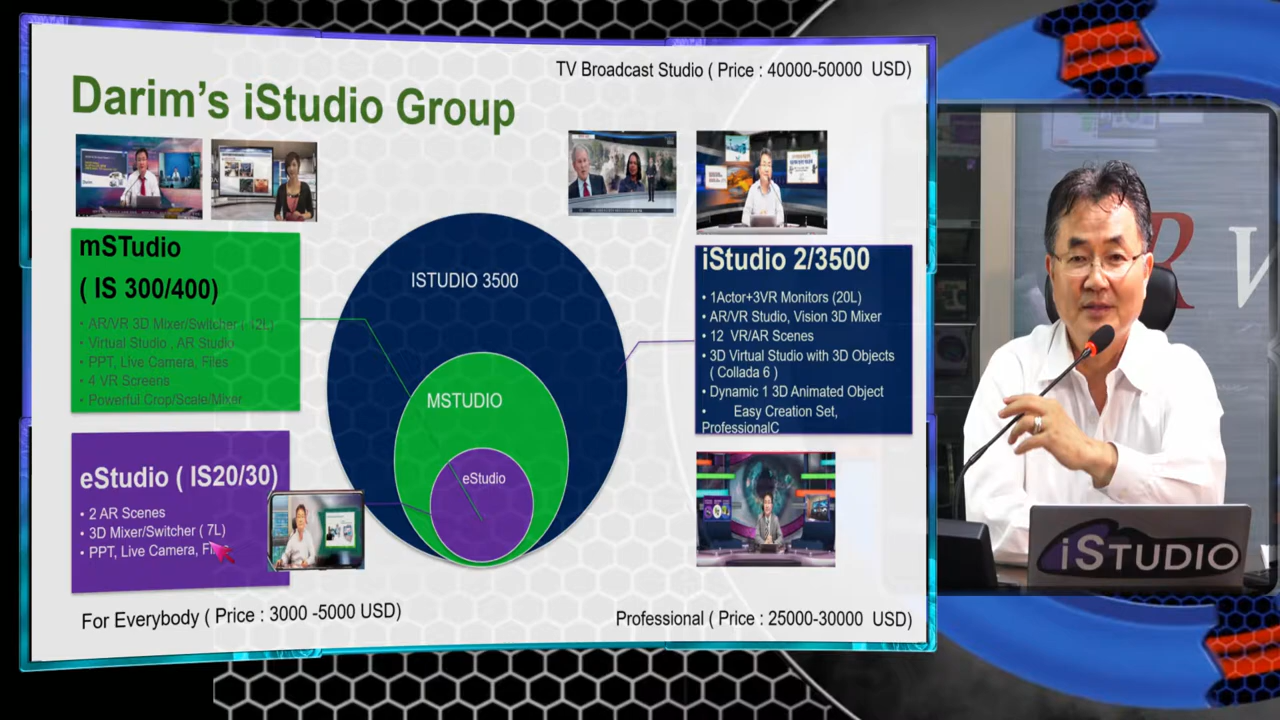 TV Broadcast Studio ( Price : 40000-50000 USD)
Darim's iStudio Group
mSTudio
( IS 300/400)
• AR/VR 3D Mixer/Switcher ( 12L)
• Virtual Studio , AR Studio
• PPT, Live Camera, Files
• 4 VR Screens
• Powerful Crop/Scale/Mixer
ISTUDIO 3500
MSTUDIO
eStudio
iStudio 2/3500
• 1Actor+3VR Monitors (20L)
• AR/VR Studio, Vision 3D Mixer
• 12 VR/AR Scenes
• 3D Virtual Studio with 3D Objects
( Collada 6 )
• Dynamic 1 3D Animated Object
• Easy Creation Set,
ProfessionalC
eStudio ( IS20/30)
• 2 AR Scenes
• 3D Mixer/Switcher ( 7L)
• PPT, Live Camera,
For Everybody ( Price : 3000 -5000 USD)
Professional ( Price : 25000-30000 USD)
R V
iSTUDIO